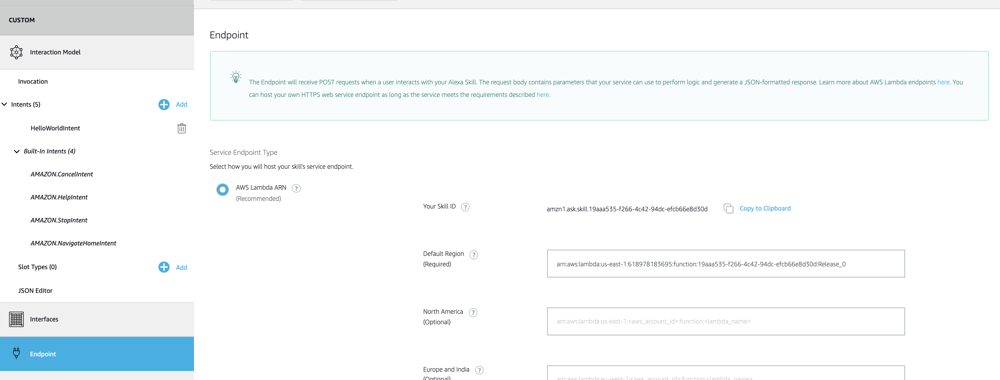 CUSTOM
Interaction Model
Invocation
Intents (5)
Add
HelloWorldIntent
Built-In Intents (4)
AMAZON.CancelIntent
AMAZON.HelpIntent
AMAZON.StopIntent
AMAZON.NavigateHomeIntent
Slot Types (0)
Add
JSON Editor
Interfaces
Endpoint
Endpoint
The Endpoint will receive POST requests when a user interacts with your Alexa Skill. The request body contains parameters that your service can use to perform logic and generate a JSON-formatted response. Learn more about AWS Lambda endpoints here. You
can host your own HTTPS web service endpoint as long as the service meets the requirements described here.
Service Endpoint Type
Select how you will host your skill's service endpoint.
AWS Lambda ARN ?
(Recommended)
Your Skill ID ?
amzn1.ask.skill.19aaa535-f266-4c42-94dc-efcb66e8d30d
Copy to Clipboard
Default Region ?
(Required)
arn:aws:lambda:us-east-1:618978183695:function:19aaa535-f266-4c42-94dc-efcb66e8d30d:Release_0
North America ?
(Optional)
arn:aws:lambda:us-east-1:<aws_account_id>:function:<lambda_name>
Europe and India ?
(Optional)
arn:aws:lambda:eu-west-1:<aws_account_id>:function:<lambda_name>